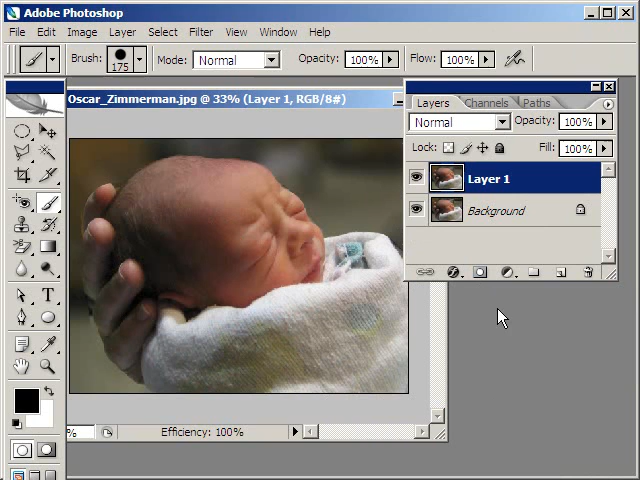 Adobe Photoshop
File Edit Image Layer Select Filter View Window Help
Brush: 175 Mode: Normal Opacity: 100% Flow: 100%
Oscar_Zimmerman.jpg @ 33% (Layer 1, RGB/8#)
Layers Channels Paths
Normal Opacity: 100%
Lock: Fill: 100%
Layer 1
Background
T
% Efficiency: 100%